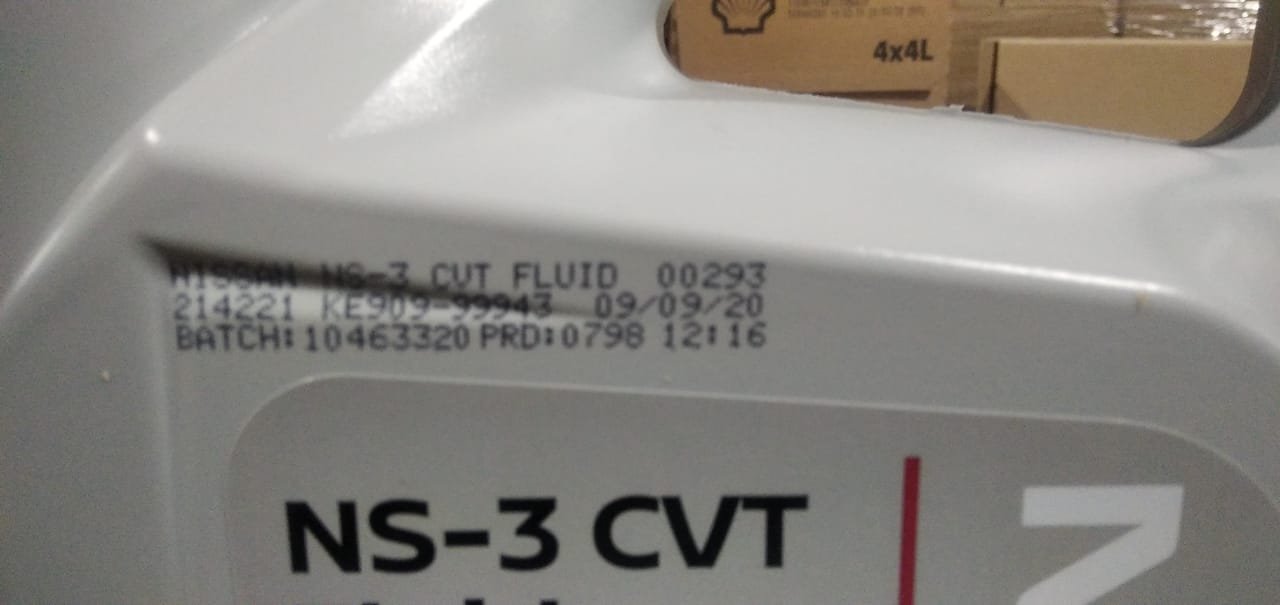 4x4L
NISSAN NS-3 CVT FLUID 00293
214221 KE909-99943 09/09/20
BATCH:10463320 PRD:0798 12:16
NS-3 CVT